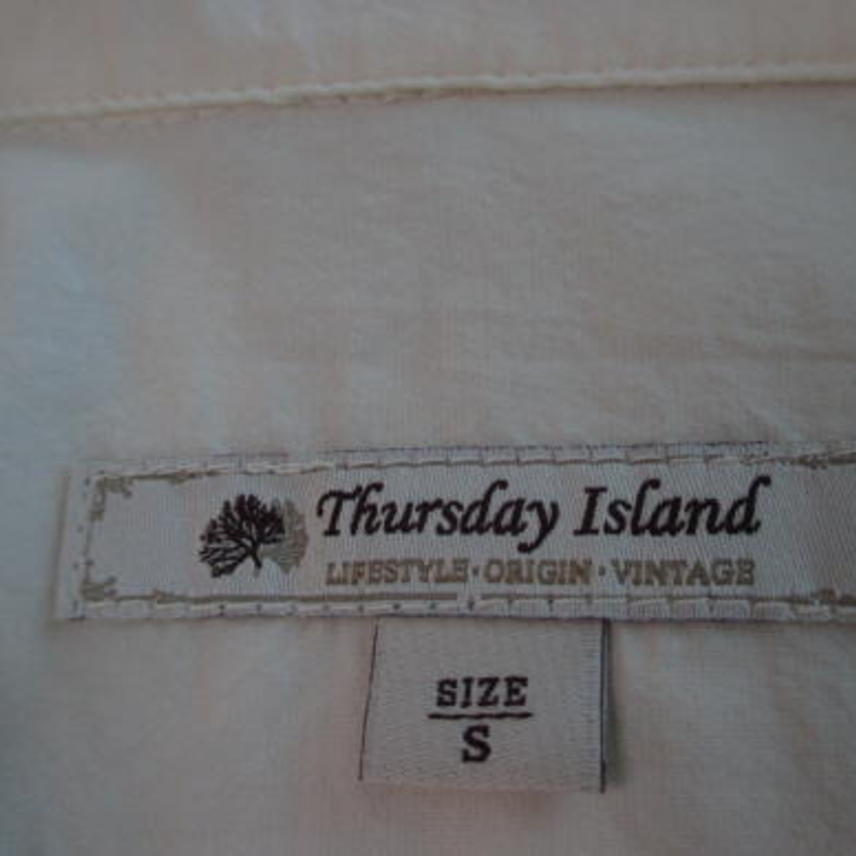 Thursday Island
LIFESTYLE·ORIGIN·VINTAGE
SIZE
S